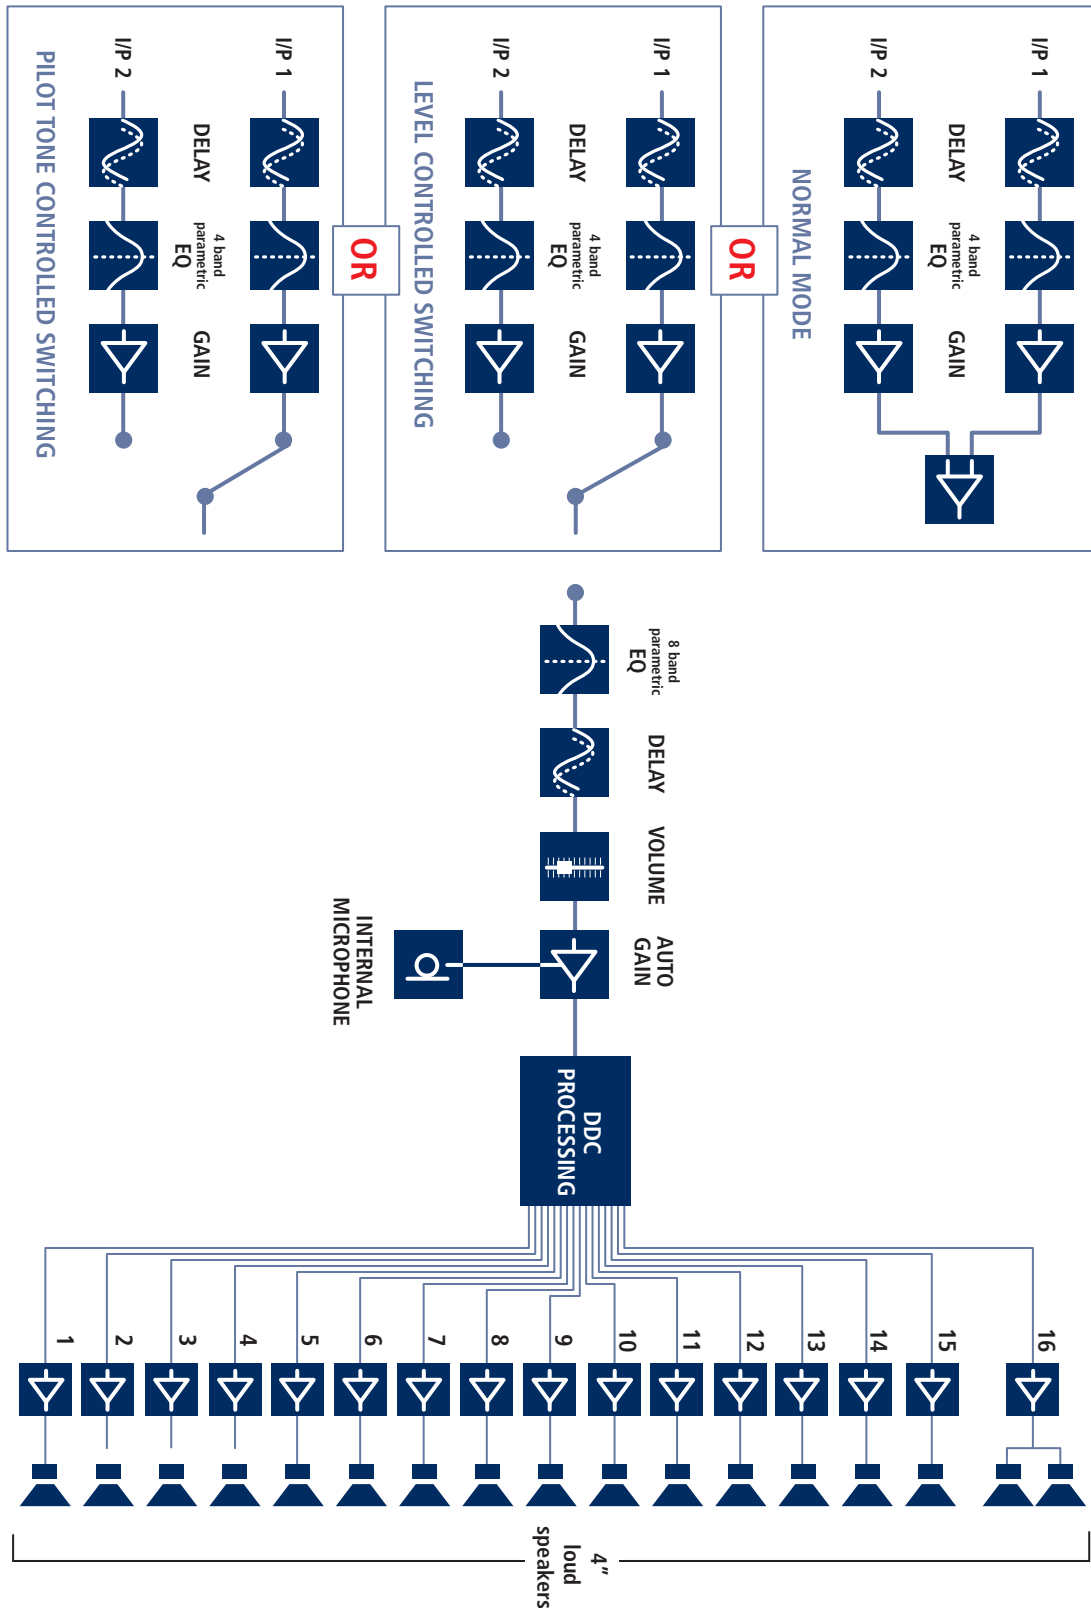 I/P 1
DELAY
4 band
parametric
EQ
GAIN
I/P 2
NORMAL MODE
OR
I/P 1
DELAY
4 band
parametric
EQ
GAIN
I/P 2
LEVEL CONTROLLED SWITCHING
OR
I/P 1
DELAY
4 band
parametric
EQ
GAIN
I/P 2
PILOT TONE CONTROLLED SWITCHING
8 band
parametric
EQ
DELAY
VOLUME
AUTO
GAIN
INTERNAL
MICROPHONE
DDC
PROCESSING
16
15
14
13
12
11
10
9
8
7
6
5
4
3
2
1
4"
loud
speakers